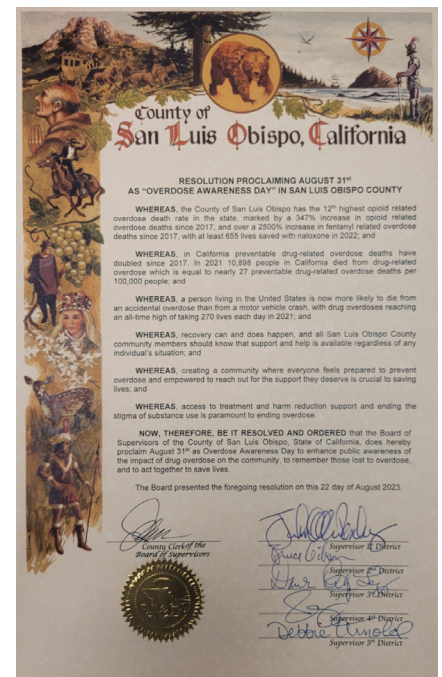 County of
San Luis Obispo, California
RESOLUTION PROCLAIMING AUGUST 31st
AS "OVERDOSE AWARENESS DAY" IN SAN LUIS OBISPO COUNTY
WHEREAS, the County of San Luis Obispo has the 12th highest opioid related
overdose death rate in the state, marked by a 347% increase in opioid related
overdose deaths since 2017, and over a 2500% increase in fentanyl related overdose
deaths since 2017, with at least 655 lives saved with naloxone in 2022; and
WHEREAS, in California preventable drug-related overdose deaths have
doubled since 2017. In 2021 10,898 people in California died from drug-related
overdose which is equal to nearly 27 preventable drug-related overdose deaths per
100,000 people; and
WHEREAS, a person living in the United States is now more likely to die from
an accidental overdose than from a motor vehicle crash, with drug overdoses reaching
an all-time high of taking 270 lives each day in 2021; and
WHEREAS, recovery can and does happen, and all San Luis Obispo County
community members should know that support and help is available regardless of any
individual's situation; and
WHEREAS, creating a community where everyone feels prepared to prevent
overdose and empowered to reach out for the support they deserve is crucial to saving
lives; and
WHEREAS, access to treatment and harm reduction support and ending the
stigma of substance use is paramount to ending overdose.
NOW, THEREFORE, BE IT RESOLVED AND ORDERED that the Board of
Supervisors of the County of San Luis Obispo, State of California, does hereby
proclaim August 31st as Overdose Awareness Day to enhance public awareness of
the impact of drug overdose on the community, to remember those lost to overdose,
and to act together to save lives.
The Board presented the foregoing resolution on this 22 day of August 2023.
County Clerk of the
Board of Supervisors
Supervisor 1st District
Bruce Gibson
Supervisor 2nd District
Supervisor 3rd District
Supervisor 4th District
Debbie Arnold
Supervisor 5th District